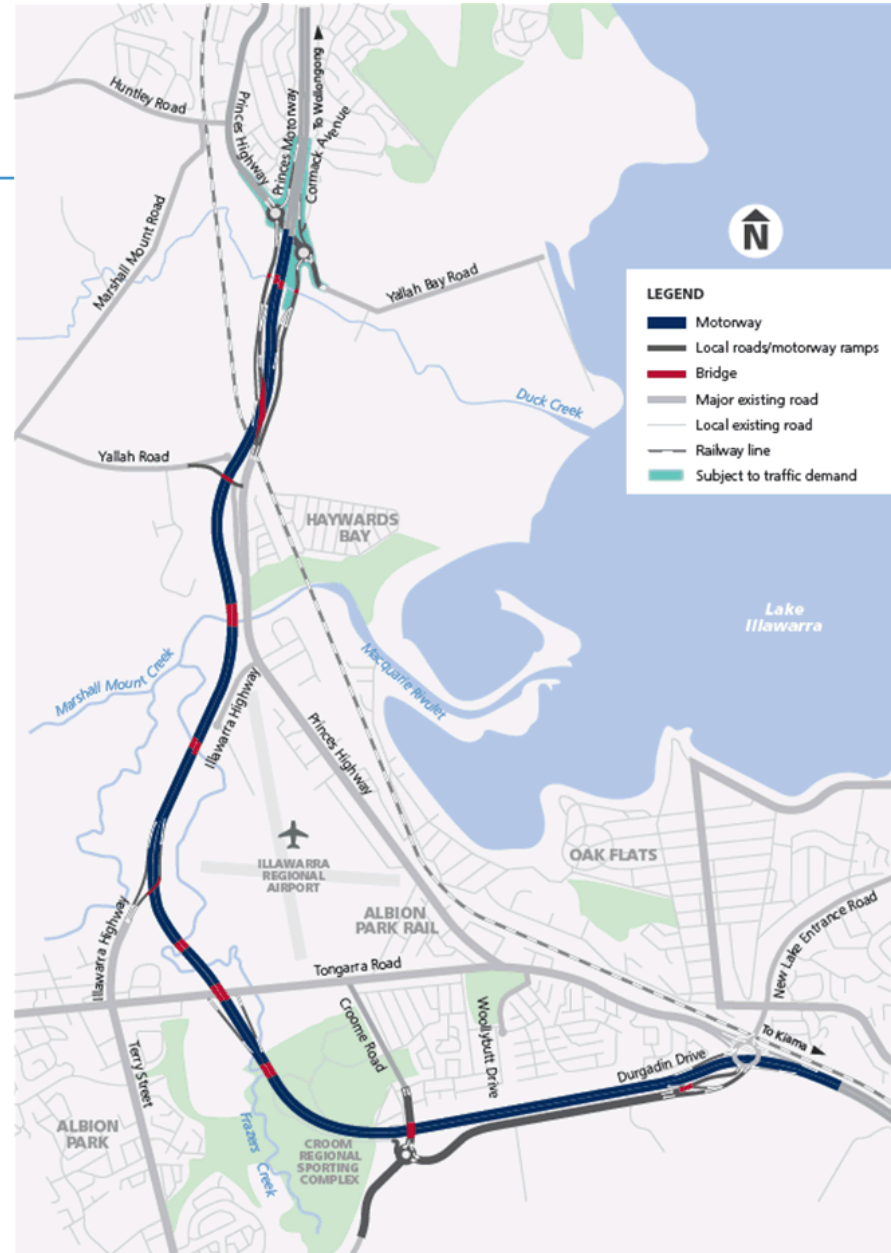 To Wollongong
Huntley Road
Princes Highway
Princes Motorway
Cormack Avenue
Marshall Mount Road
N
Yallah Bay Road
LEGEND
Motorway
Local roads/motorway ramps
Bridge
Major existing road
Local existing road
Railway line
Subject to traffic demand
Duck Creek
Yallah Road
HAYWARDS
BAY
Lake
Illawarra
Marshall Mount Creek
Macquarie Rivulet
Illawarra Highway
Princes Highway
ILLAWARRA
REGIONAL
AIRPORT
OAK FLATS
ALBION
PARK RAIL
Illawarra Highway
New Lake Entrance Road
Tongarra Road
Croome Road
Woollybutt Drive
To Kiama
Terry Street
Durgadin Drive
ALBION
PARK
Frazers Creek
CROOM
REGIONAL
SPORTING
COMPLEX